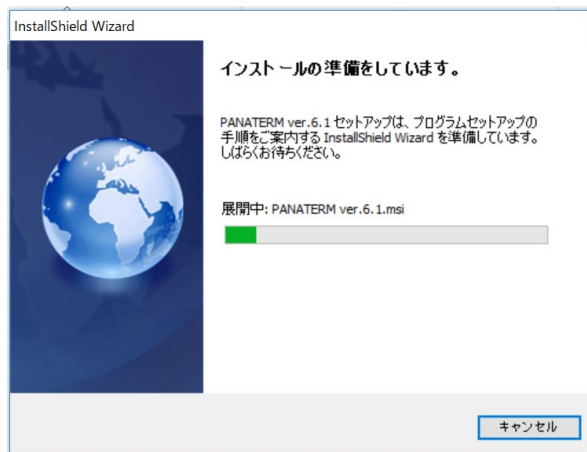 InstallShield Wizard
インストールの準備をしています。
PANATERM ver.6.1 セットアップは、プログラムセットアップの
手順をご案内する InstallShield Wizard を準備しています。
しばらくお待ちください。
展開中: PANATERM ver.6.1.msi
キャンセル